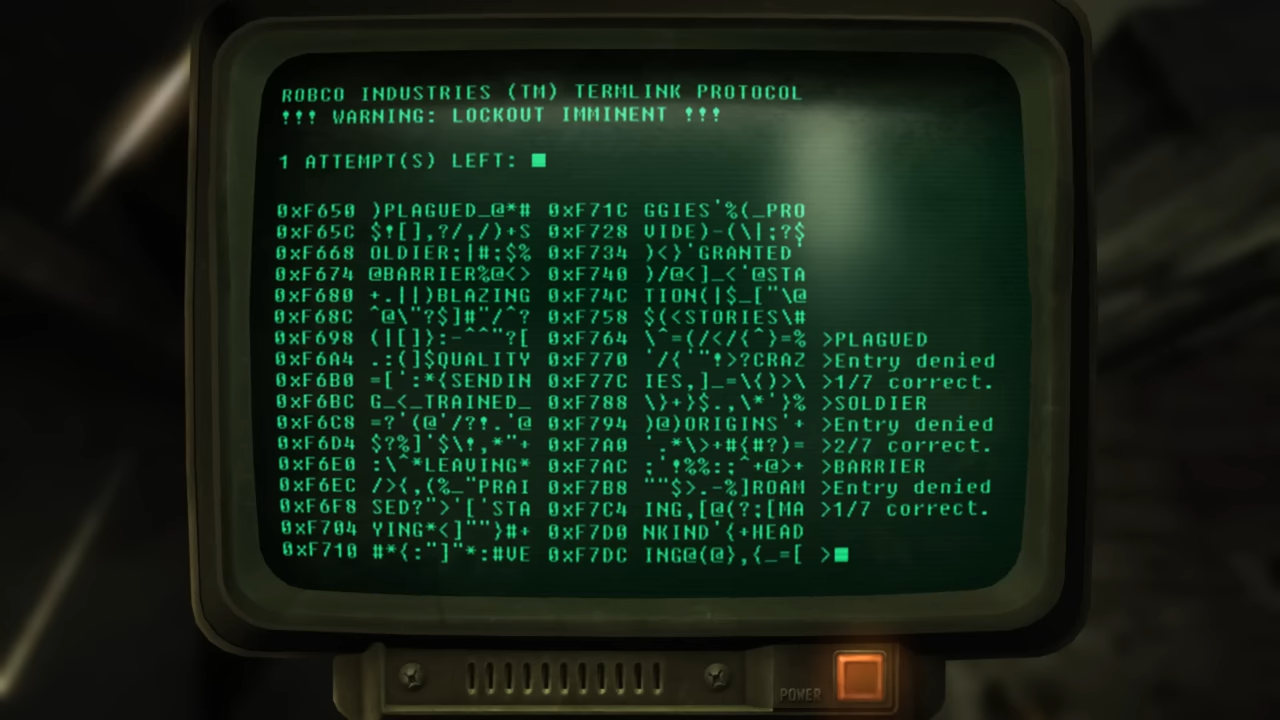 ROBCO INDUSTRIES (TM) TERMLINK PROTOCOL
!!! WARNING: LOCKOUT IMMINENT !!!
1 ATTEMPT(S) LEFT:
0xF650 )PLAGUED_@*# 0xF71C GGIES'%(_PRO
0xF65C $![],?/,/)+S 0xF728 VIDE)-(\|:?$
0xF668 OLDIER;|#:$% 0xF734 )<}'GRANTED'
0xF674 @BARRIER%@<> 0xF740 )/@<]_<'@STA
0xF680 +.||)BLAZING 0xF74C TION(|$_["\@
0xF68C ^@\"?$]#"/^? 0xF758 $(<STORIES\#
0xF698 (|[]}:-^^"?[ 0xF764 \^=(/</{^}=% >PLAGUED
0xF6A4 .:(]$QUALITY 0xF770 '/{'"!>?CRAZ >Entry denied
0xF6B0 =[':*{SENDIN 0xF77C IES,]_=\{)>\ >1/7 correct.
0xF6BC G_<_TRAINED_ 0xF788 \}+}$.,\*'}% >SOLDIER
0xF6C8 =?'(@'/?!.'@ 0xF794 )@)ORIGINS'+ >Entry denied
0xF6D4 $?%]'$\!,*"+ 0xF7A0 '.*\>+#{#?)= >2/7 correct.
0xF6E0 :\^*LEAVING* 0xF7AC ;'!%%:;^+@>+ >BARRIER
0xF6EC />{,(%_"PRAI 0xF7B8 ""$>.-%]ROAM >Entry denied
0xF6F8 SED?">'['STA 0xF7C4 ING,[@(?;[MA >1/7 correct.
0xF704 YING*<]""}#+ 0xF7D0 NKIND'{+HEAD
0xF710 #*{:"]"*:#VE 0xF7DC ING@(@},{_=[ >
POWER